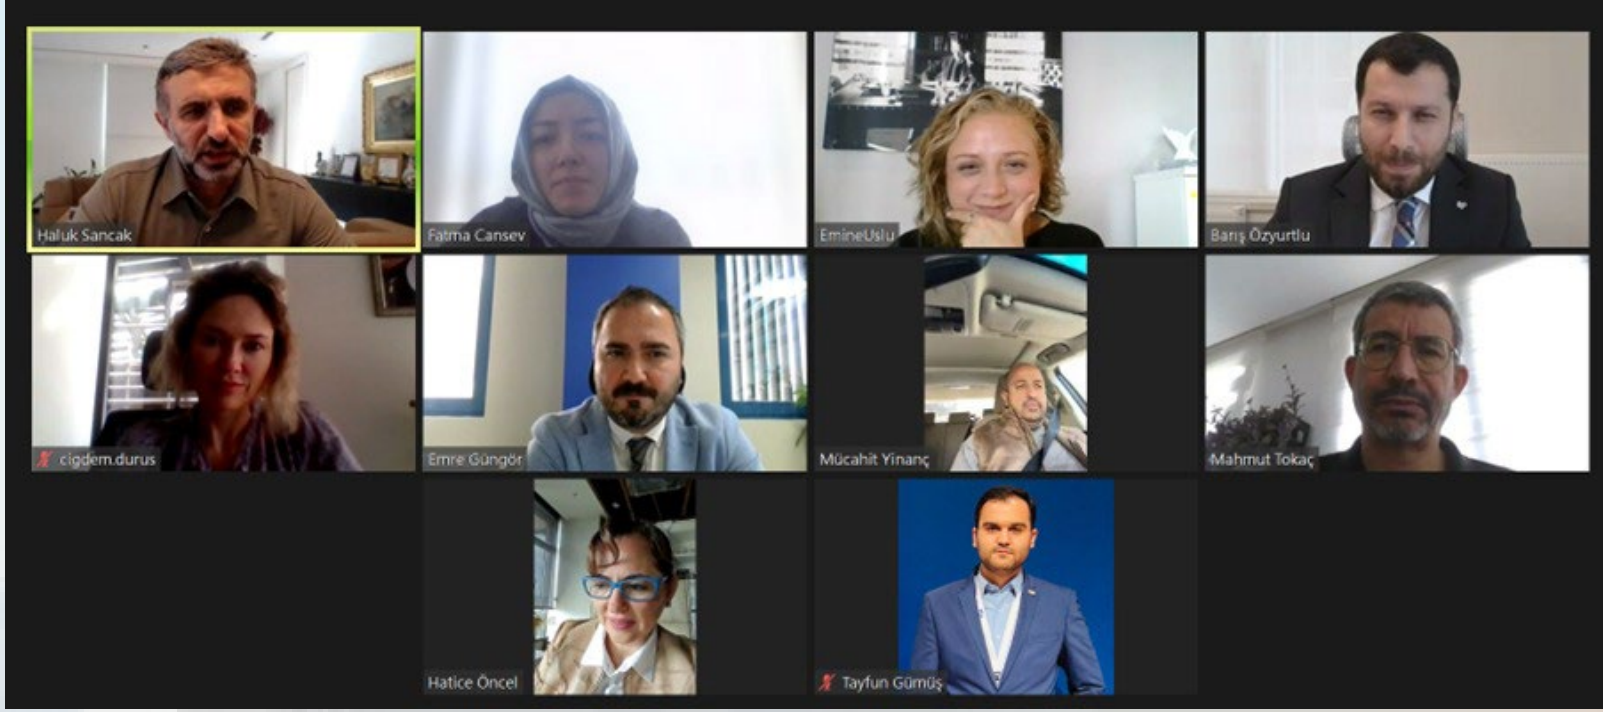 Haluk Sancak
Fatma Cansev
EmineUslu
Barış Özyurtlu
cigdem.durus
Emre Güngör
Mücahit Yinanç
Mahmut Tokaç
Hatice Öncel
Tayfun Gümüş